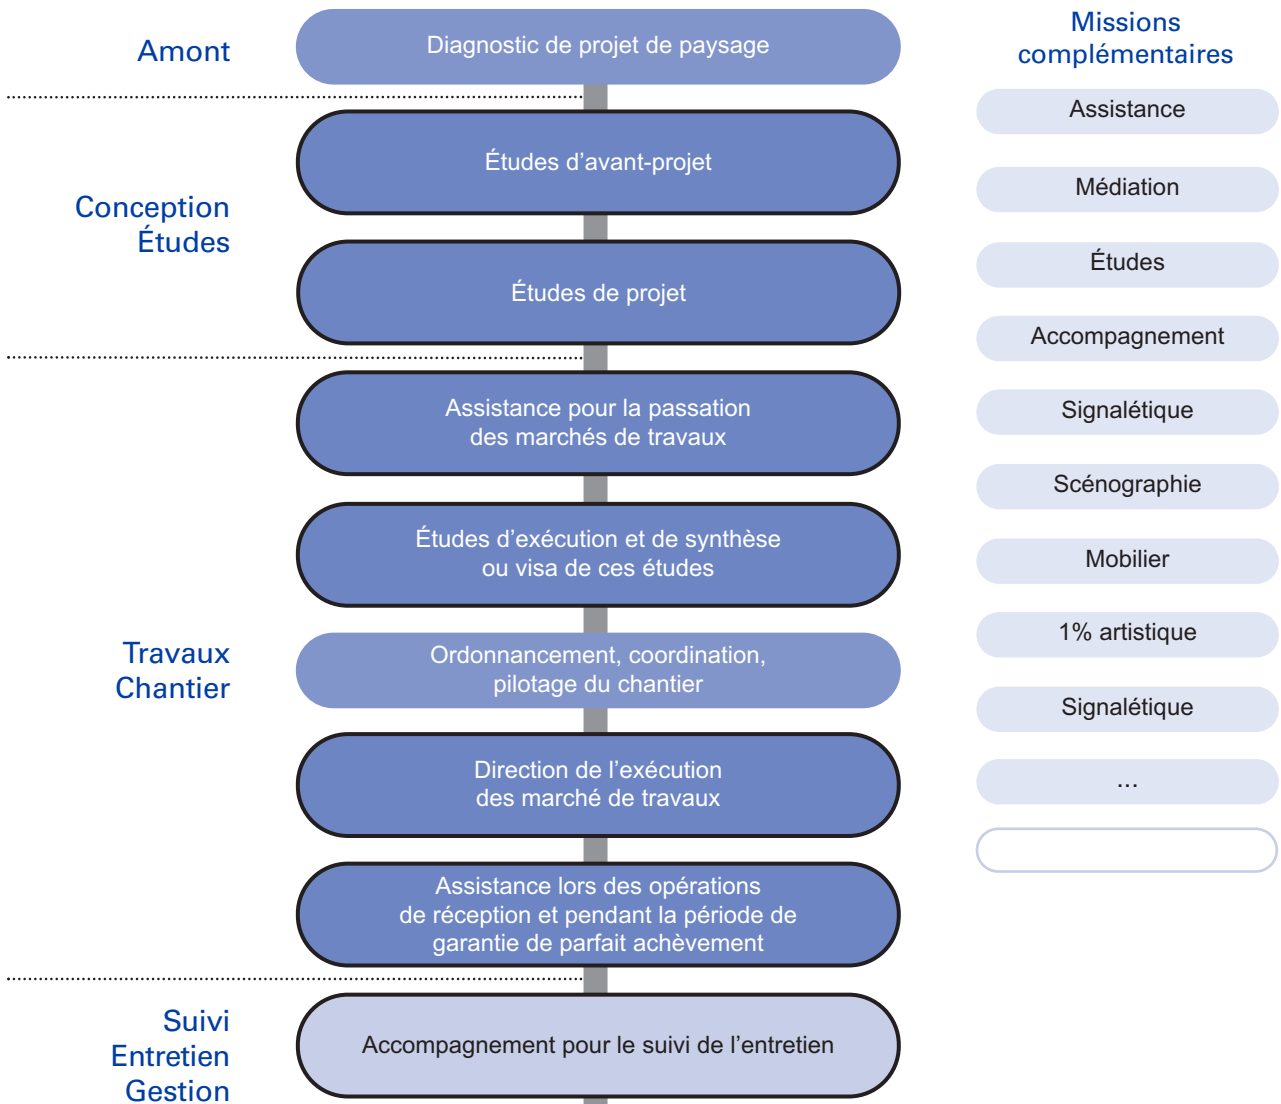 Amont
Diagnostic de projet de paysage
Conception
Études
Études d’avant-projet
Études de projet
Travaux
Chantier
Assistance pour la passation
des marchés de travaux
Études d’exécution et de synthèse
ou visa de ces études
Ordonnancement, coordination,
pilotage du chantier
Direction de l’exécution
des marché de travaux
Assistance lors des opérations
de réception et pendant la période de
garantie de parfait achèvement
Suivi
Entretien
Gestion
Accompagnement pour le suivi de l’entretien
Missions
complémentaires
Assistance
Médiation
Études
Accompagnement
Signalétique
Scénographie
Mobilier
1% artistique
Signalétique
...